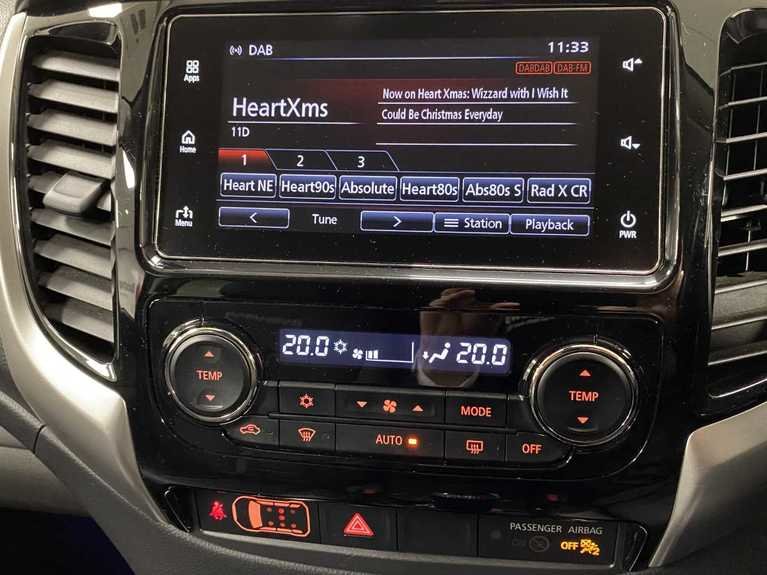 DAB 11:33
DABDAB DAB-FM
Apps
Now on Heart Xmas: Wizzard with I Wish It
HeartXms
Could Be Christmas Everyday
11D
Home
1 2 3
Heart NE Heart90s Absolute Heart80s Abs80s S Rad X CR
Menu
< Tune > Station Playback
PWR
20.0 20.0
TEMP
TEMP
MODE
AUTO
OFF
PASSENGER AIRBAG
OFF 2